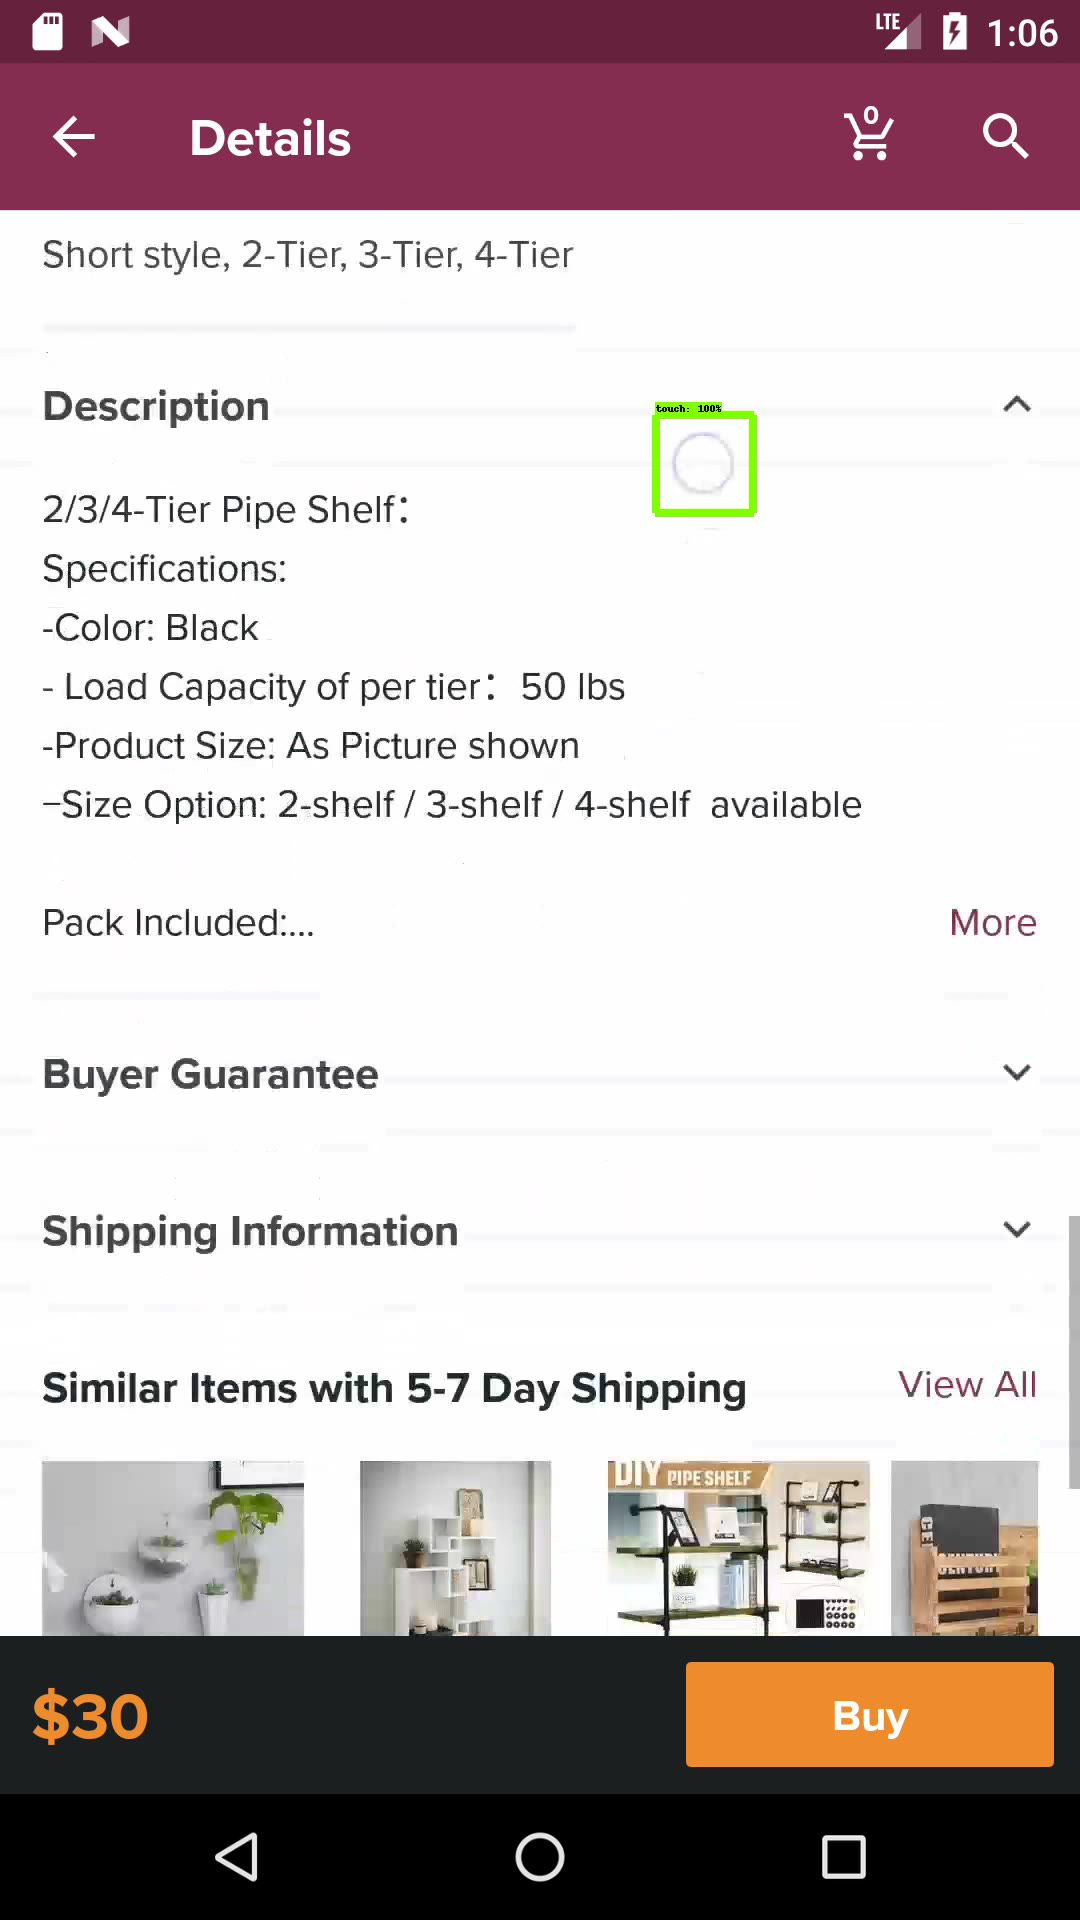 LTE 1:06
Details 0
Short style, 2-Tier, 3-Tier, 4-Tier
Description
touch: 100%
2/3/4-Tier Pipe Shelf：
Specifications:
-Color: Black
- Load Capacity of per tier： 50 lbs
-Product Size: As Picture shown
–Size Option: 2-shelf / 3-shelf / 4-shelf  available
Pack Included:...
More
Buyer Guarantee
Shipping Information
Similar Items with 5-7 Day Shipping
View All
DIY PIPE SHELF
$30
Buy